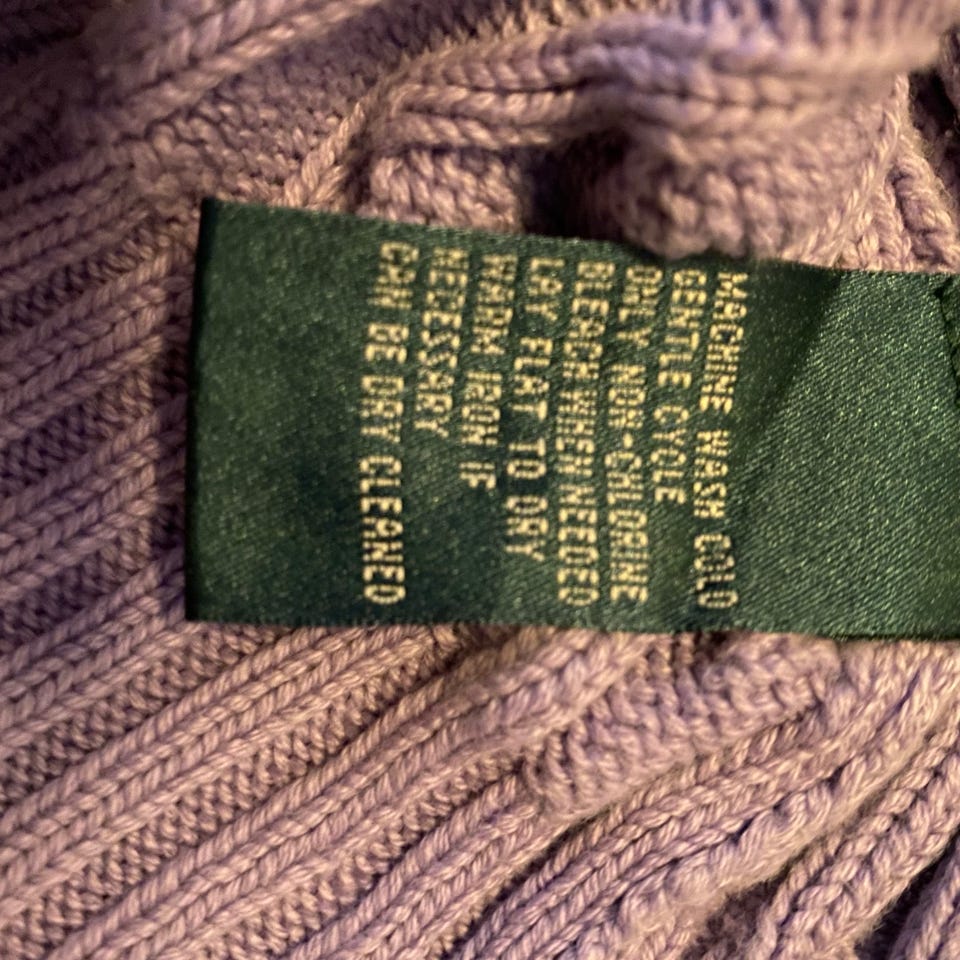 MACHINE WASH COLD
GENTLE CYCLE
ONLY NON-CHLORINE
BLEACH WHEN NEEDED
LAY FLAT TO DRY
WARM IRON IF
NECESSARY
CAN BE DRY CLEANED